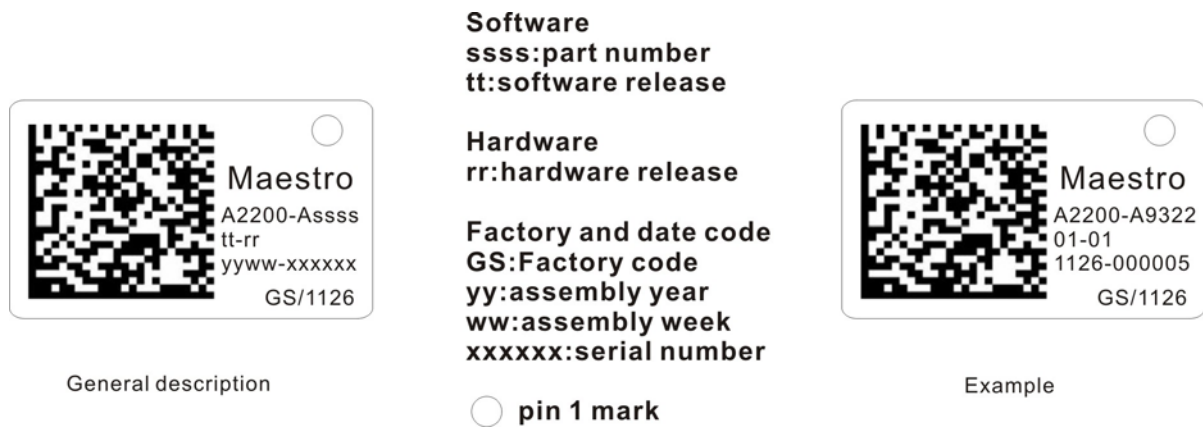 Maestro
A2200-Assss
tt-rr
yyww-xxxxxx
GS/1126
General description
Software
ssss:part number
tt:software release
Hardware
rr:hardware release
Factory and date code
GS:Factory code
yy:assembly year
ww:assembly week
xxxxxx:serial number
pin 1 mark
Maestro
A2200-A9322
01-01
1126-000005
GS/1126
Example